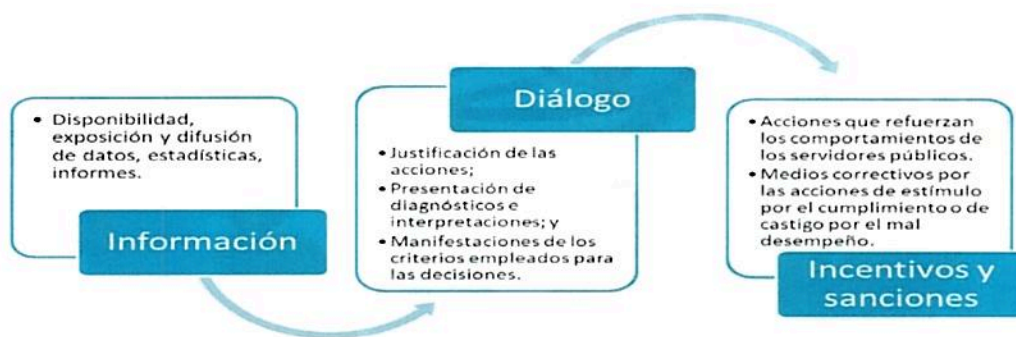 • Disponibilidad,
exposición y difusión
de datos, estadísticas,
informes.
Información
Diálogo
• Justificación de las
acciones;
• Presentación de
diagnósticos e
interpretaciones; y
• Manifestaciones de los
criterios empleados para
las decisiones.
• Acciones que refuerzan
los comportamientos de
los servidores públicos.
• Medios correctivos por
las acciones de estímulo
por el cumplimiento o de
castigo por el mal
desempeño.
Incentivos y
sanciones